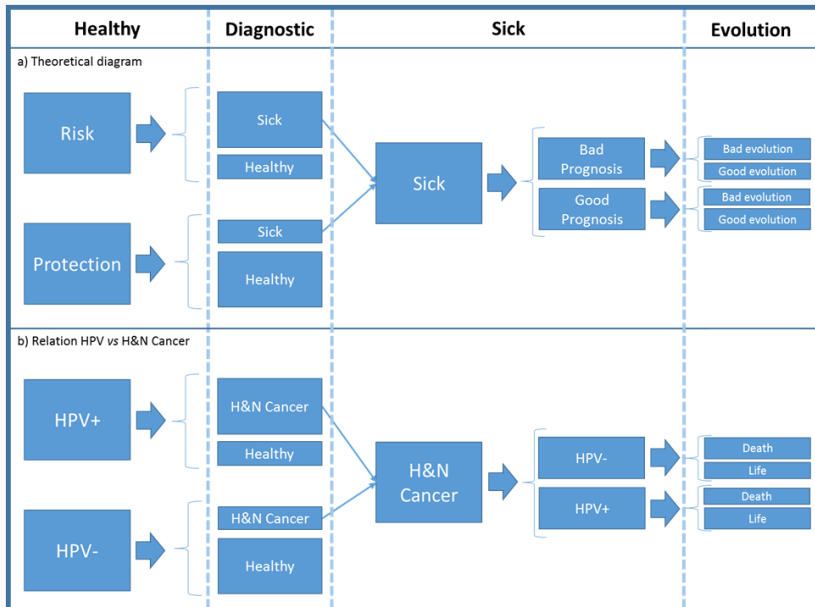 Healthy
Diagnostic
Sick
Evolution
a) Theoretical diagram
Risk
Sick
Healthy
Protection
Sick
Healthy
Sick
Bad
Prognosis
Good
Prognosis
Bad evolution
Good evolution
Bad evolution
Good evolution
b) Relation HPV vs H&N Cancer
HPV+
H&N Cancer
Healthy
HPV-
H&N Cancer
Healthy
H&N
Cancer
HPV-
HPV+
Death
Life
Death
Life